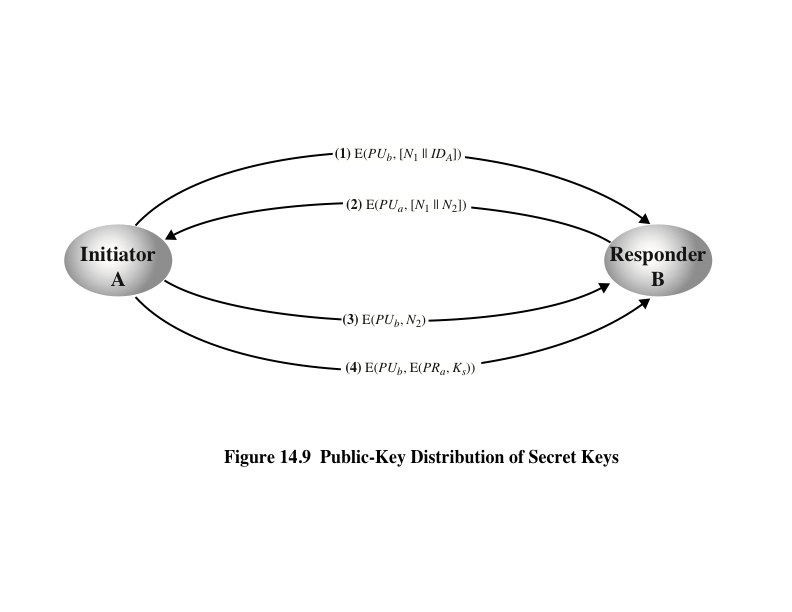 (1) E(PU_b, [N_1 || ID_A])
(2) E(PU_a, [N_1 || N_2])
Initiator
A
Responder
B
(3) E(PU_b, N_2)
(4) E(PU_b, E(PR_a, K_s))
Figure 14.9 Public-Key Distribution of Secret Keys